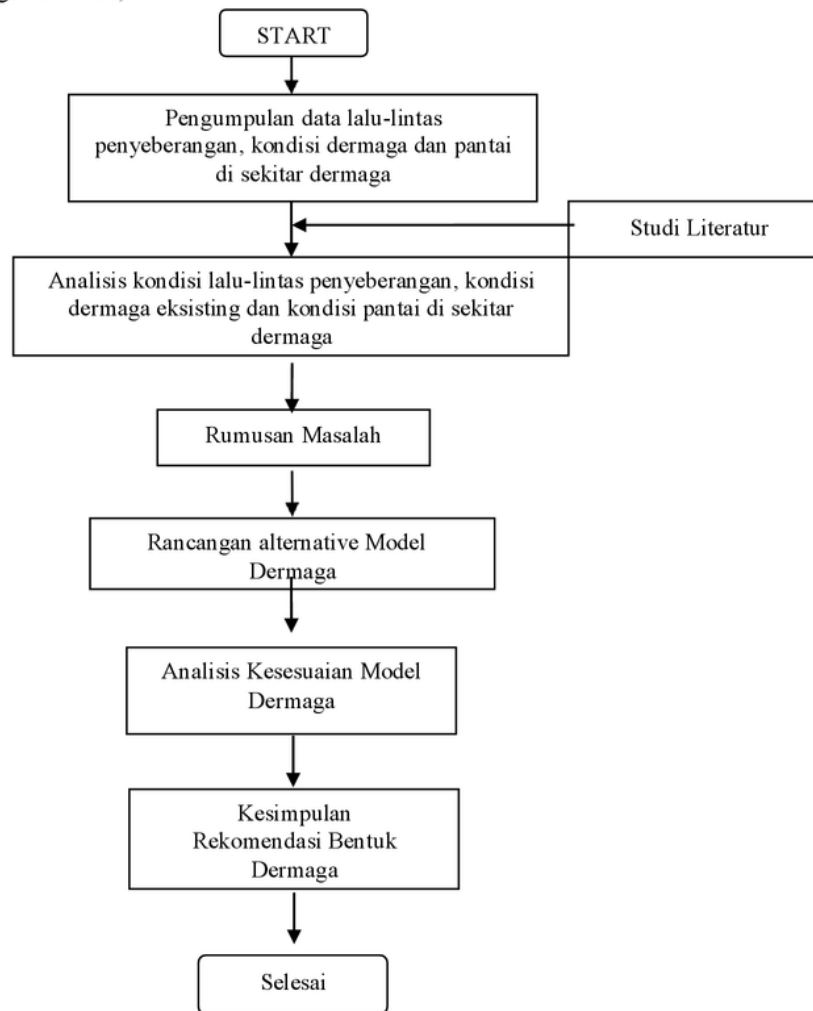 START
Pengumpulan data lalu-lintas
penyeberangan, kondisi dermaga dan pantai
di sekitar dermaga
Studi Literatur
Analisis kondisi lalu-lintas penyeberangan, kondisi
dermaga eksisting dan kondisi pantai di sekitar
dermaga
Rumusan Masalah
Rancangan alternative Model
Dermaga
Analisis Kesesuaian Model
Dermaga
Kesimpulan
Rekomendasi Bentuk
Dermaga
Selesai